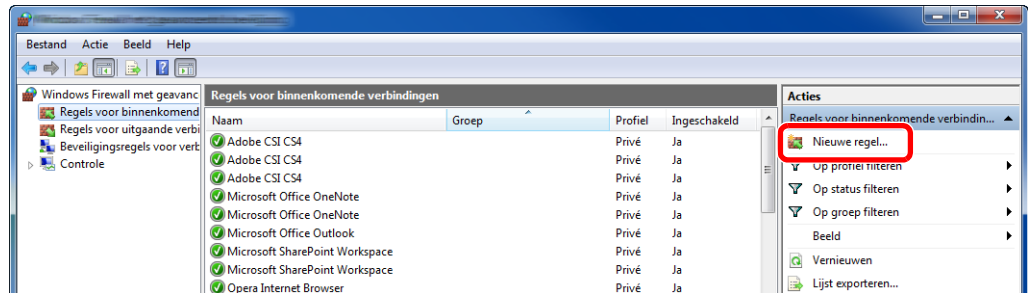 Bestand Actie Beeld Help
Windows Firewall met geavanc
Regels voor binnenkomend
Regels voor uitgaande verbi
Beveiligingsregels voor verb
Controle
Regels voor binnenkomende verbindingen
Naam Groep Profiel Ingeschakeld
Adobe CSI CS4 Privé Ja
Adobe CSI CS4 Privé Ja
Adobe CSI CS4 Privé Ja
Microsoft Office OneNote Privé Ja
Microsoft Office OneNote Privé Ja
Microsoft Office Outlook Privé Ja
Microsoft SharePoint Workspace Privé Ja
Microsoft SharePoint Workspace Privé Ja
Opera Internet Browser Privé Ja
Acties
Regels voor binnenkomende verbindin...
Nieuwe regel...
Op profiel filteren
Op status filteren
Op groep filteren
Beeld
Vernieuwen
Lijst exporteren...